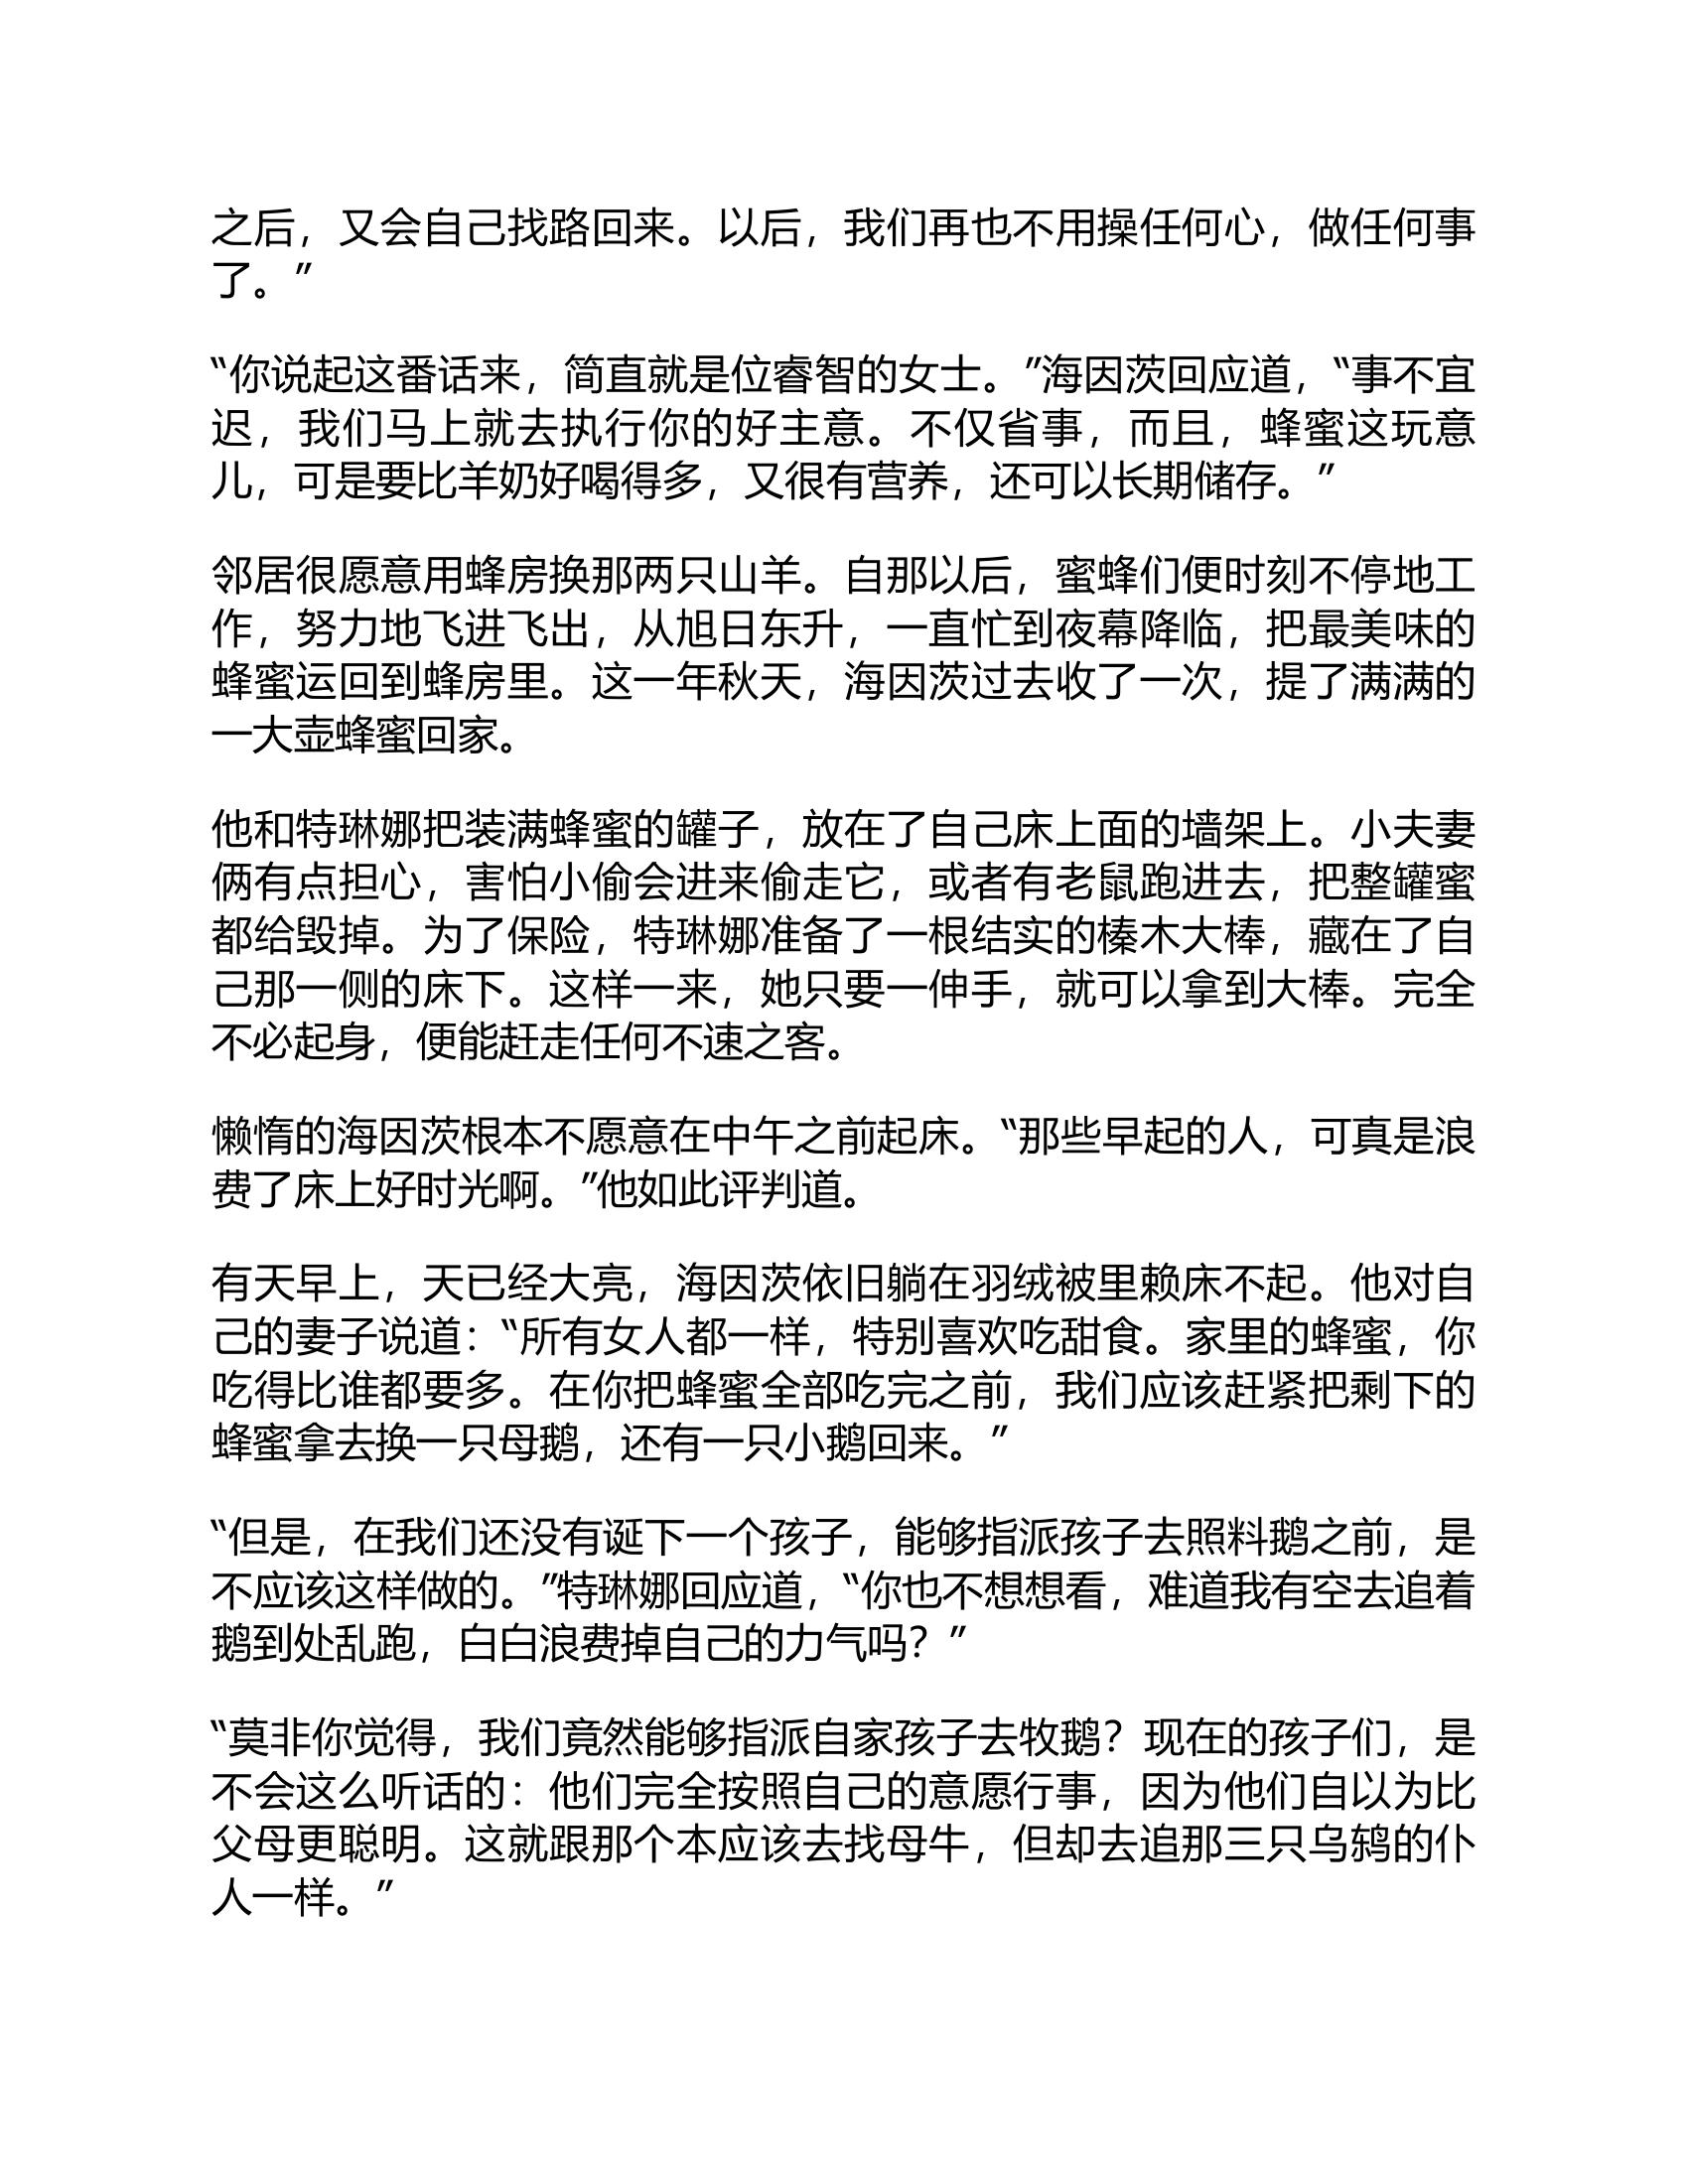 之后，又会自己找路回来。以后，我们再也不用操任何心，做任何事
了。”
“你说起这番话来，简直就是位睿智的女士。”海因茨回应道，“事不宜
迟，我们马上就去执行你的好主意。不仅省事，而且，蜂蜜这玩意
儿，可是要比羊奶好喝得多，又很有营养，还可以长期储存。”
邻居很愿意用蜂房换那两只山羊。自那以后，蜜蜂们便时刻不停地工
作，努力地飞进飞出，从旭日东升，一直忙到夜幕降临，把最美味的
蜂蜜运回到蜂房里。这一年秋天，海因茨过去收了一次，提了满满的
一大壶蜂蜜回家。
他和特琳娜把装满蜂蜜的罐子，放在了自己床上面的墙架上。小夫妻
俩有点担心，害怕小偷会进来偷走它，或者有老鼠跑进去，把整罐蜜
都给毁掉。为了保险，特琳娜准备了一根结实的榛木大棒，藏在了自
己那一侧的床下。这样一来，她只要一伸手，就可以拿到大棒。完全
不必起身，便能赶走任何不速之客。
懒惰的海因茨根本不愿意在中午之前起床。“那些早起的人，可真是浪
费了床上好时光啊。”他如此评判道。
有天早上，天已经大亮，海因茨依旧躺在羽绒被里赖床不起。他对自
己的妻子说道：“所有女人都一样，特别喜欢吃甜食。家里的蜂蜜，你
吃得比谁都要多。在你把蜂蜜全部吃完之前，我们应该赶紧把剩下的
蜂蜜拿去换一只母鹅，还有一只小鹅回来。”
“但是，在我们还没有诞下一个孩子，能够指派孩子去照料鹅之前，是
不应该这样做的。”特琳娜回应道，“你也不想想看，难道我有空去追着
鹅到处乱跑，白白浪费掉自己的力气吗？”
“莫非你觉得，我们竟然能够指派自家孩子去牧鹅？现在的孩子们，是
不会这么听话的：他们完全按照自己的意愿行事，因为他们自以为比
父母更聪明。这就跟那个本应该去找母牛，但却去追那三只乌鸫的仆
人一样。”